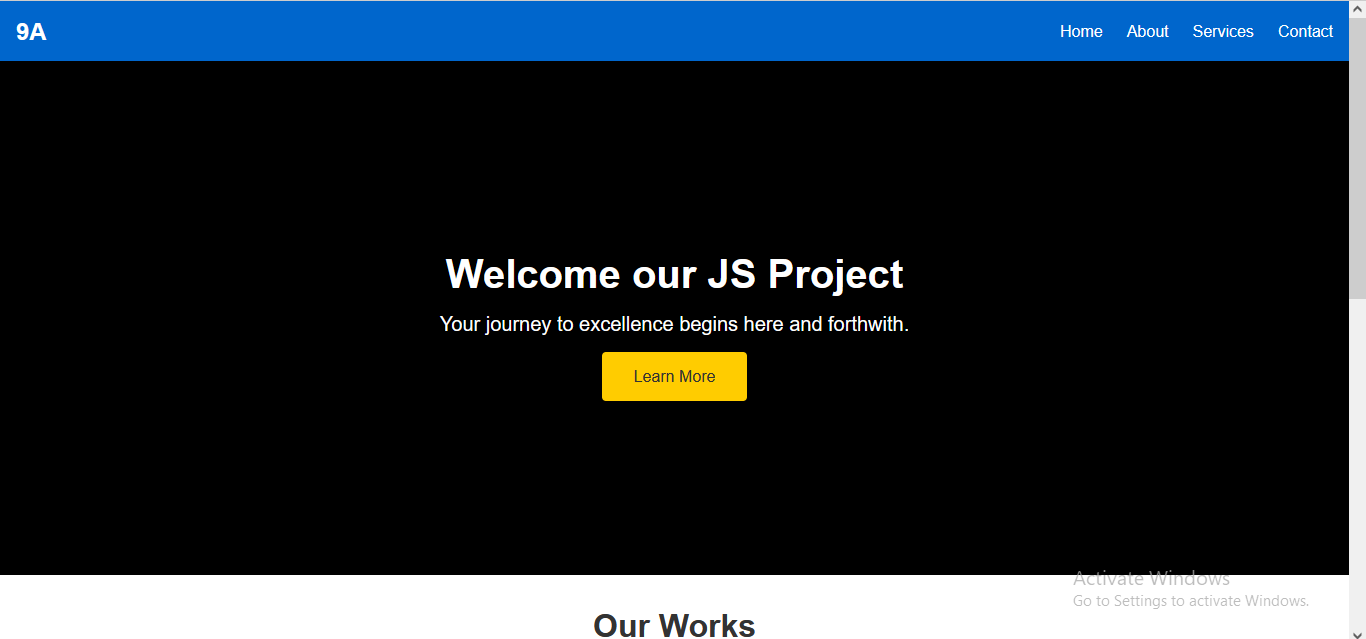 9A
Home About Services Contact
Welcome our JS Project
Your journey to excellence begins here and forthwith.
Learn More
Activate Windows
Go to Settings to activate Windows.
Our Works